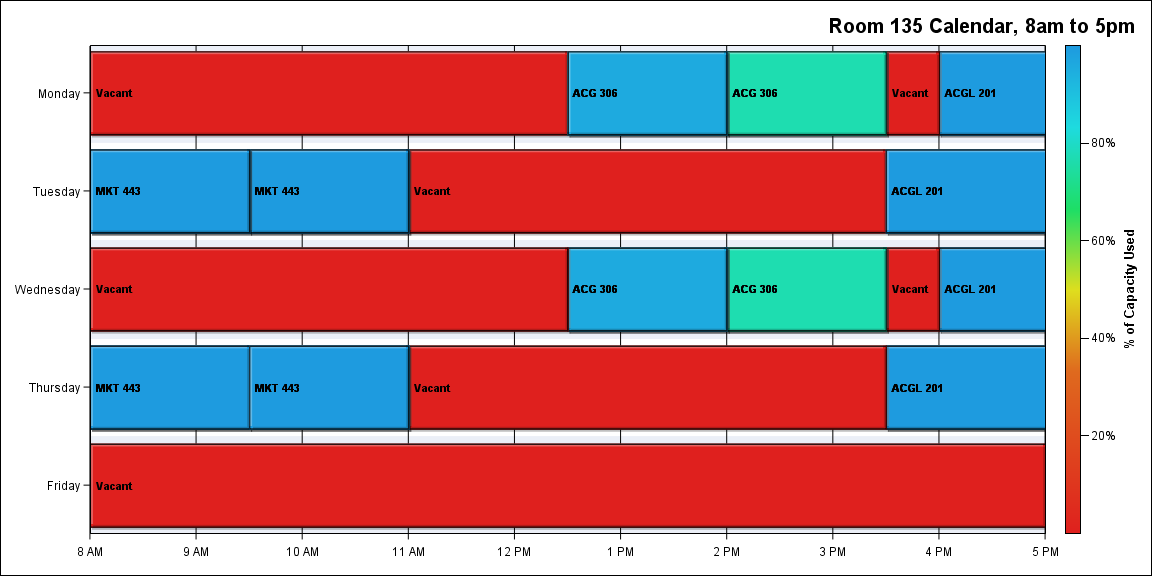 Room 135 Calendar, 8am to 5pm
Monday
Vacant
ACG 306
ACG 306
Vacant
ACGL 201
Tuesday
MKT 443
MKT 443
Vacant
ACGL 201
Wednesday
Vacant
ACG 306
ACG 306
Vacant
ACGL 201
Thursday
MKT 443
MKT 443
Vacant
ACGL 201
Friday
Vacant
8 AM
9 AM
10 AM
11 AM
12 PM
1 PM
2 PM
3 PM
4 PM
5 PM
80%
60%
40%
20%
% of Capacity Used